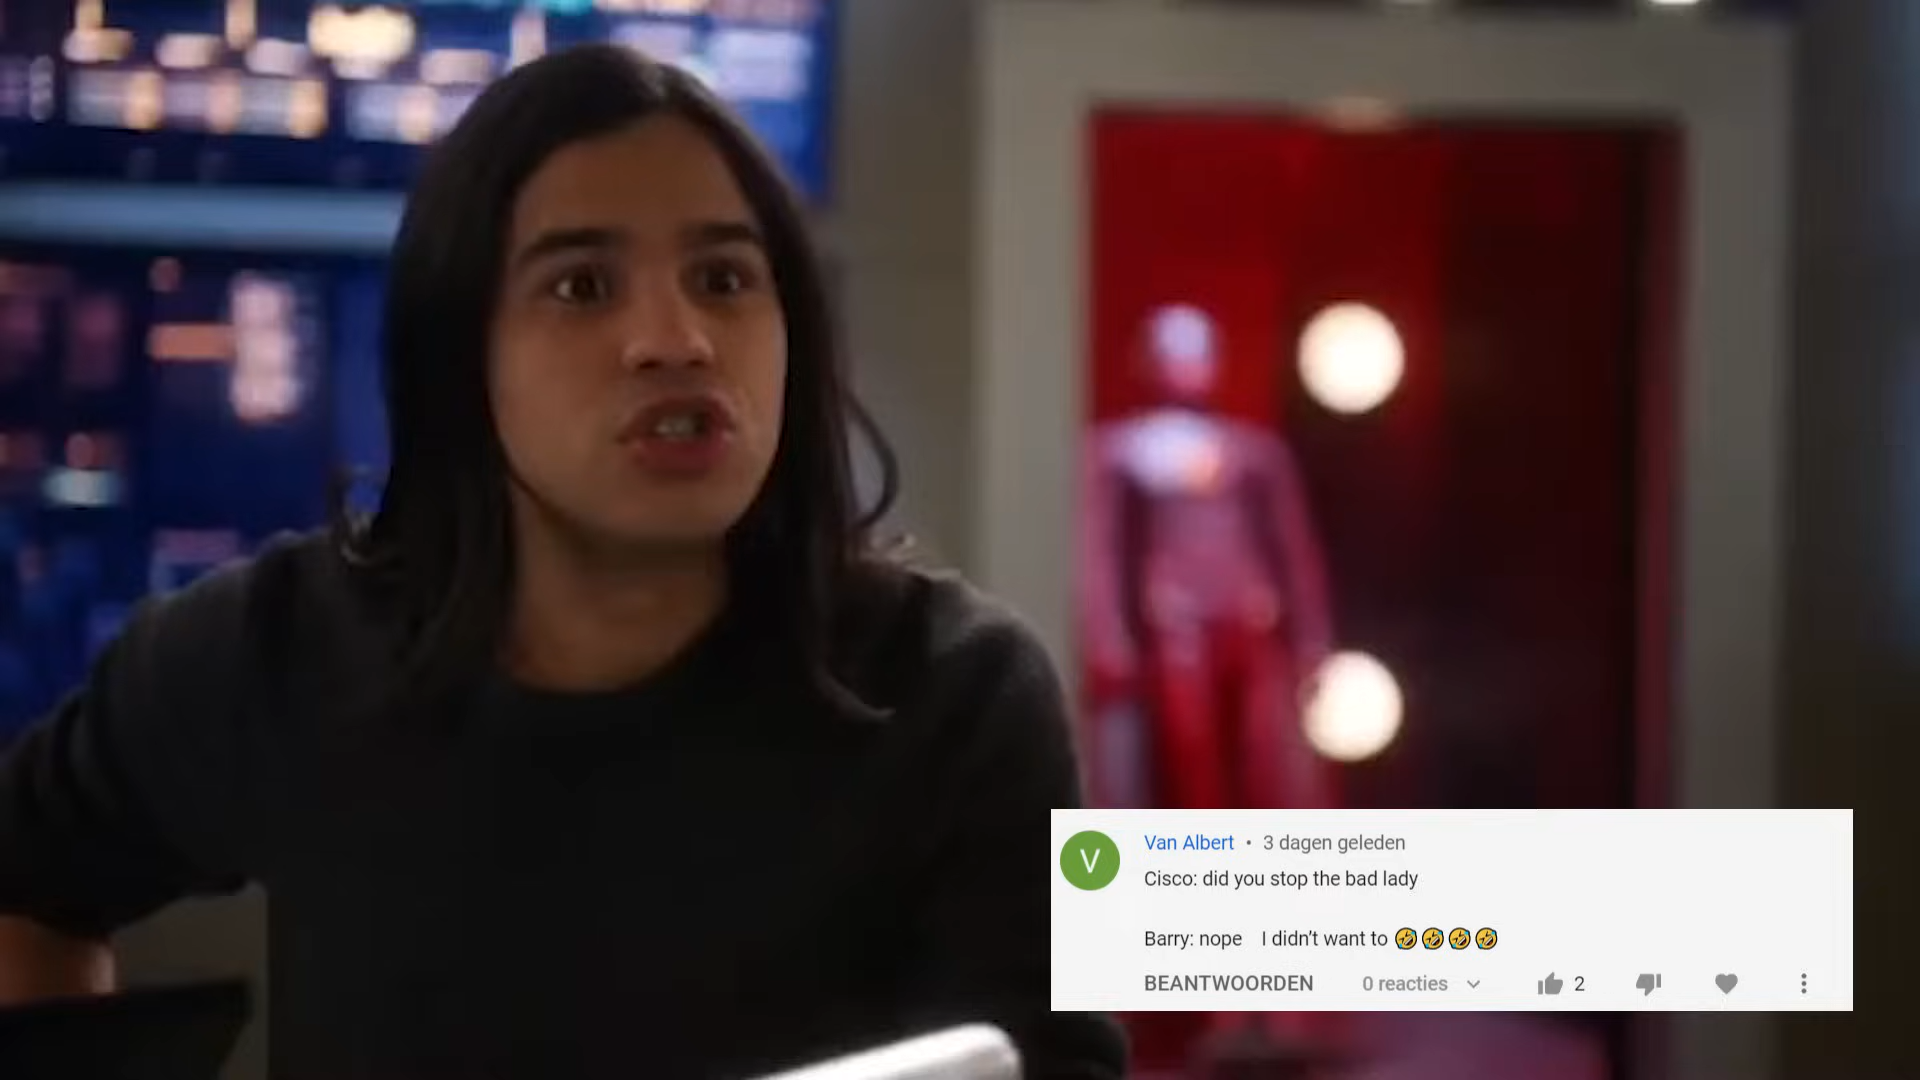 V
Van Albert • 3 dagen geleden
Cisco: did you stop the bad lady
Barry: nope I didn't want to 🤣🤣🤣🤣
BEANTWOORDEN 0 reacties 2